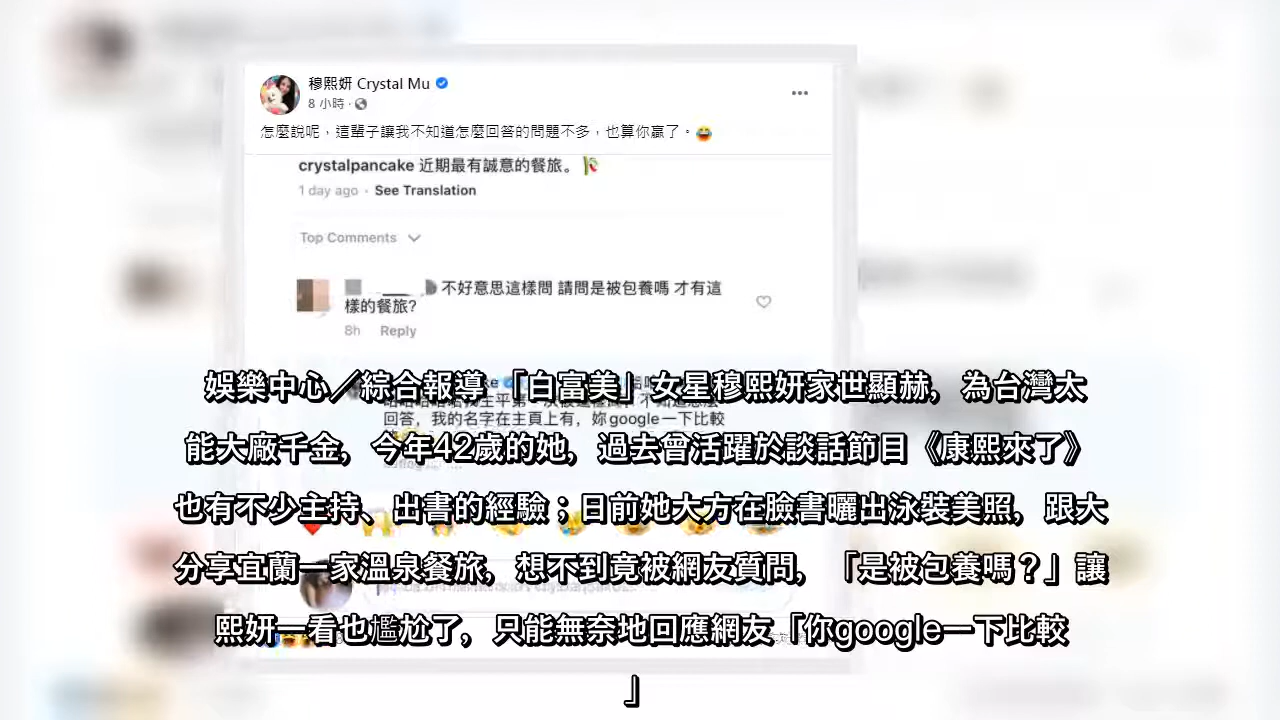 穆熙妍 Crystal Mu
8 小時
怎麼說呢，這輩子讓我不知道怎麼回答的問題不多，也算你贏了。😂
crystalpancake 近期最有誠意的餐旅。🎋
1 day ago · See Translation
Top Comments
不好意思這樣問 請問是被包養嗎 才有這
樣的餐旅?
8h Reply
回答，我的名字在主頁上有，妳google一下比較
娛樂中心／綜合報導 「白富美」女星穆熙妍家世顯赫，為台灣太
能大廠千金，今年42歲的她，過去曾活躍於談話節目《康熙來了》
也有不少主持、出書的經驗；日前她大方在臉書曬出泳裝美照，跟大
分享宜蘭一家溫泉餐旅，想不到竟被網友質問，「是被包養嗎？」讓
熙妍一看也尷尬了，只能無奈地回應網友「你google一下比較
」